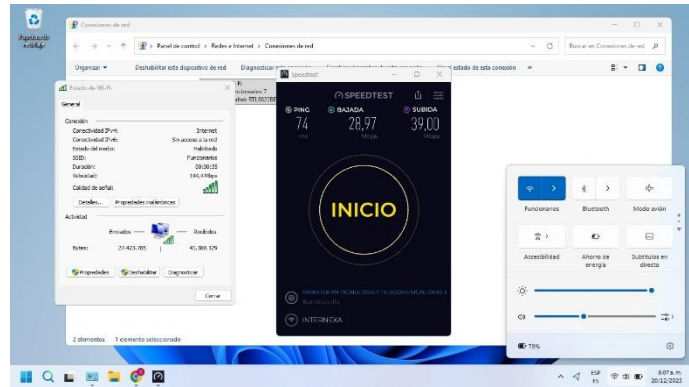 Papelera de
reciclaje
Conexiones de red
Panel de control > Redes e Internet > Conexiones de red
Buscar en Conexiones de red
Organizar
Deshabilitar este dispositivo de red
Diagnosticar
estado de esta conexión
»
Estado de Wi-Fi
General
Conexión
Conectividad IPv4:
Internet
Conectividad IPv6:
Sin acceso a la red
Estado del medio:
Habilitado
SSID:
Funcionarios
Duración:
00:00:35
Velocidad:
144,4 Mbps
Calidad de señal:
Detalles...
Propiedades inalámbricas
Actividad
Enviados
Recibidos
Bytes:
27.423.785
41.388.129
Propiedades
Deshabilitar
Diagnosticar
Cerrar
2 elementos
1 elemento seleccionado
Speedtest
SPEEDTEST
PING
74
ms
BAJADA
28,97
Mbps
SUBIDA
39,00
Mbps
INICIO
INTERNEXA
Funcionarios
Bluetooth
Modo avión
Accesibilidad
Ahorro de
energía
Subtítulos en
directo
79%
ESP
ES
8:07 a.m.
20/12/2025